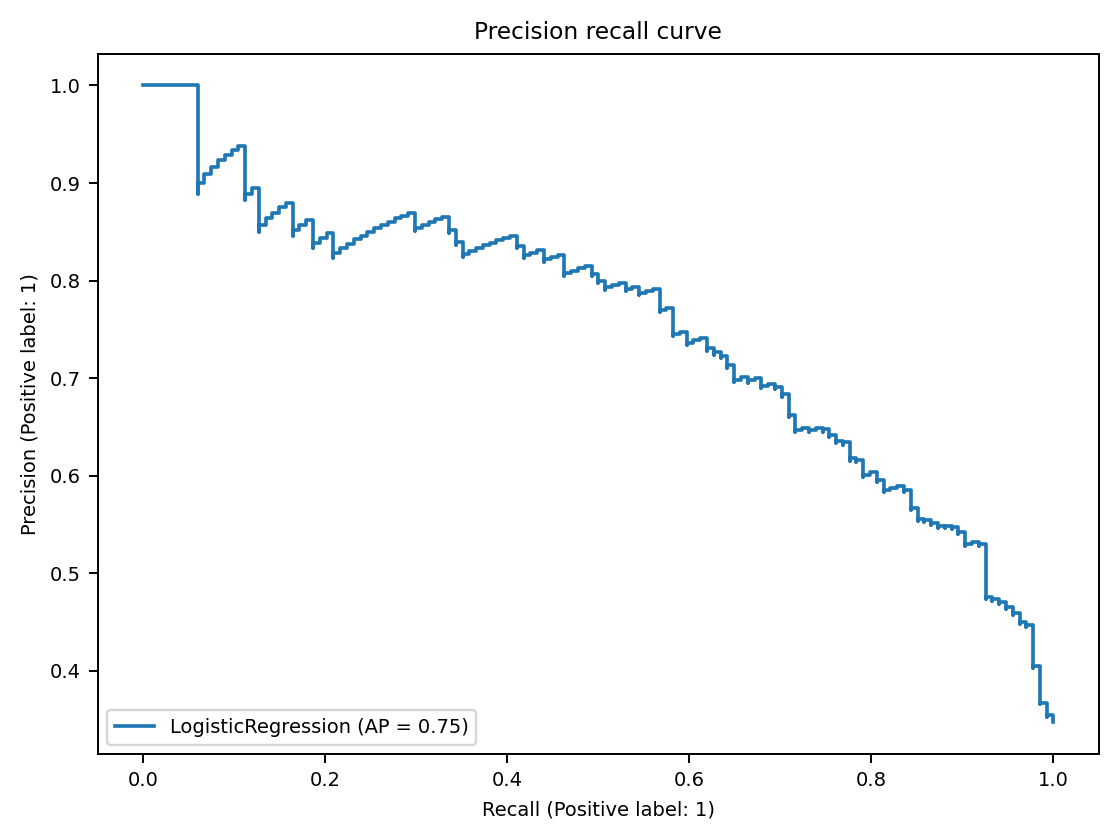 Precision recall curve
1.0
0.9
0.8
0.7
0.6
0.5
0.4
Precision (Positive label: 1)
LogisticRegression (AP = 0.75)
0.0 0.2 0.4 0.6 0.8 1.0
Recall (Positive label: 1)